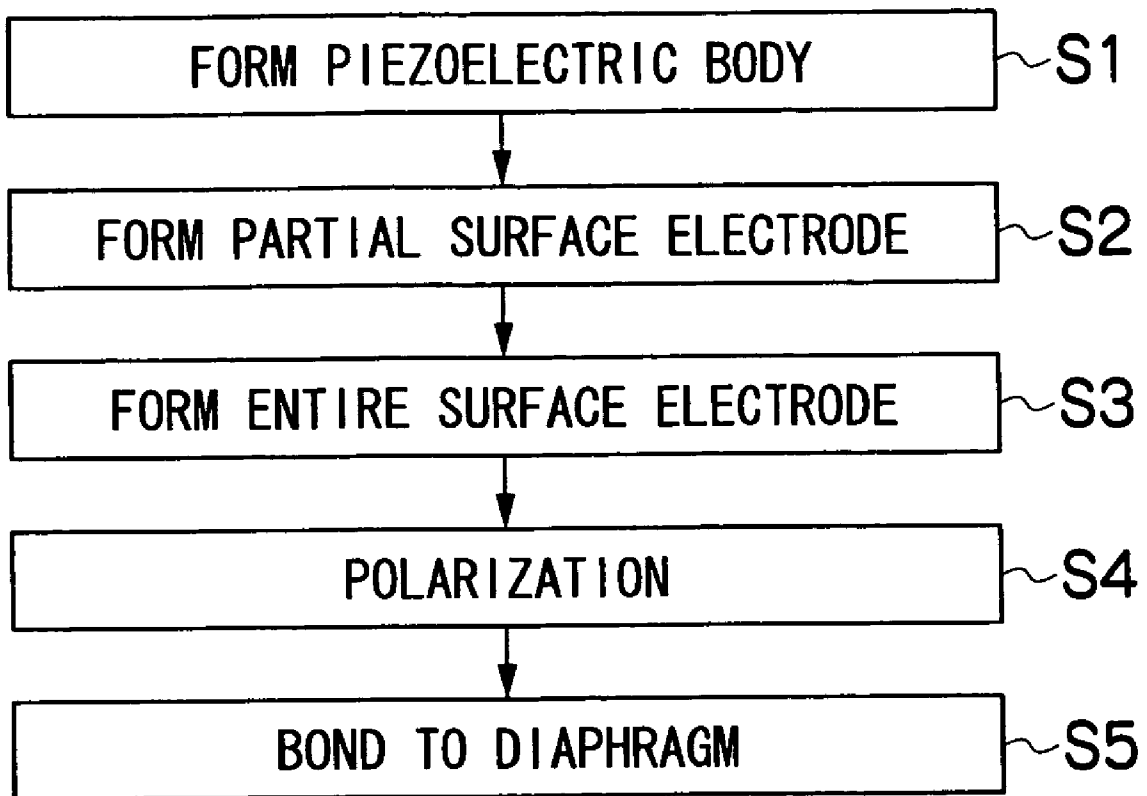 FORM PIEZOELECTRIC BODY S1
FORM PARTIAL SURFACE ELECTRODE S2
FORM ENTIRE SURFACE ELECTRODE S3
POLARIZATION S4
BOND TO DIAPHRAGM S5